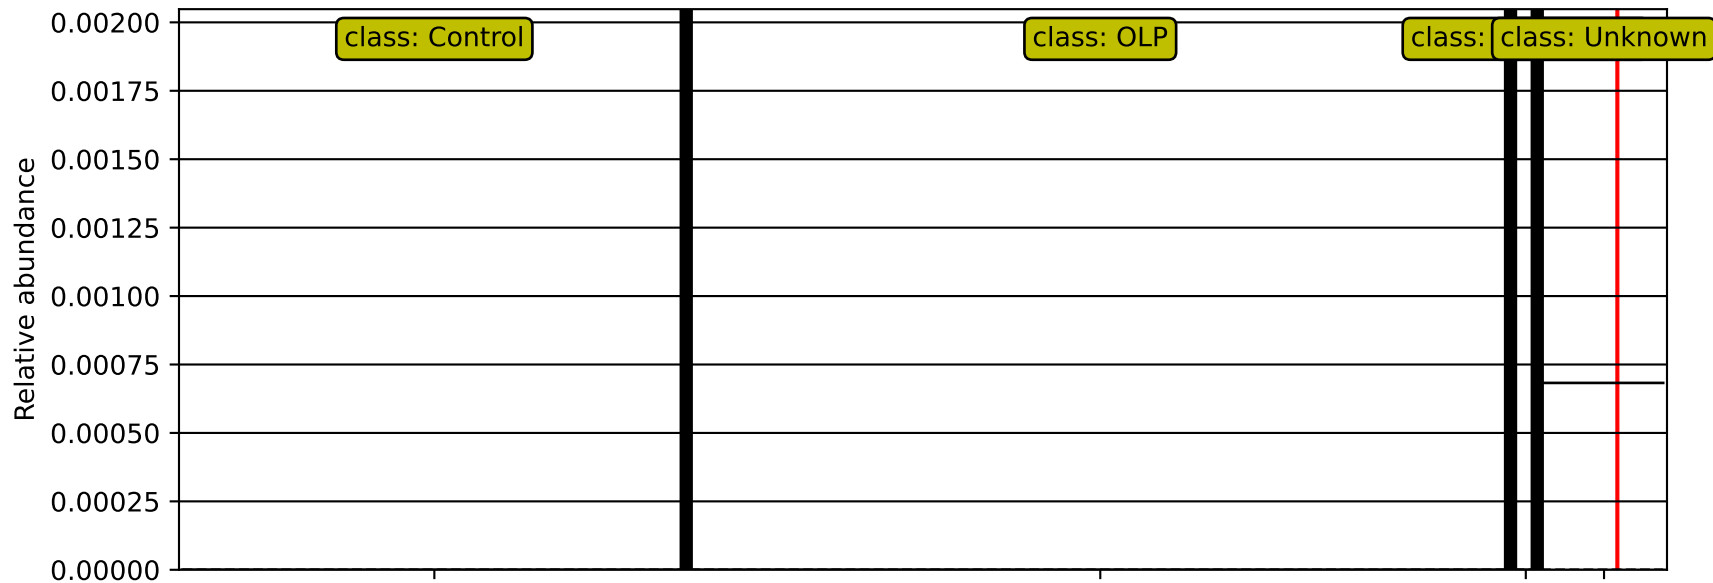 Relative abundance
0.00200
0.00175
0.00150
0.00125
0.00100
0.00075
0.00050
0.00025
0.00000
class: Control
class: OLP
class:
class: Unknown